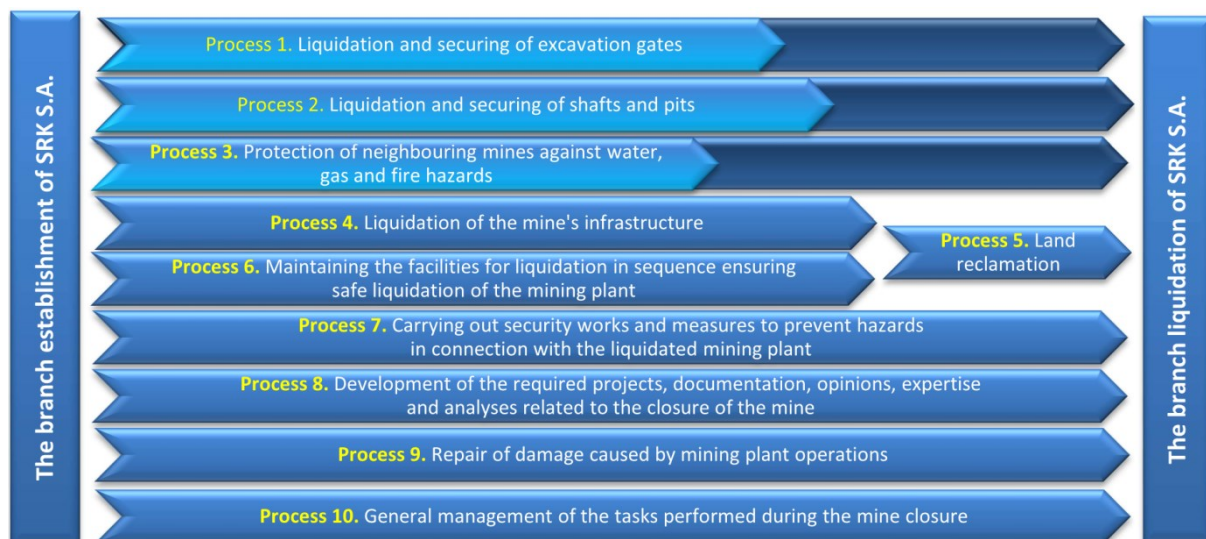 The branch establishment of SRK S.A.
Process 1. Liquidation and securing of excavation gates
Process 2. Liquidation and securing of shafts and pits
Process 3. Protection of neighbouring mines against water,
gas and fire hazards
Process 4. Liquidation of the mine's infrastructure
Process 5. Land
reclamation
Process 6. Maintaining the facilities for liquidation in sequence ensuring
safe liquidation of the mining plant
Process 7. Carrying out security works and measures to prevent hazards
in connection with the liquidated mining plant
Process 8. Development of the required projects, documentation, opinions, expertise
and analyses related to the closure of the mine
Process 9. Repair of damage caused by mining plant operations
Process 10. General management of the tasks performed during the mine closure
The branch liquidation of SRK S.A.